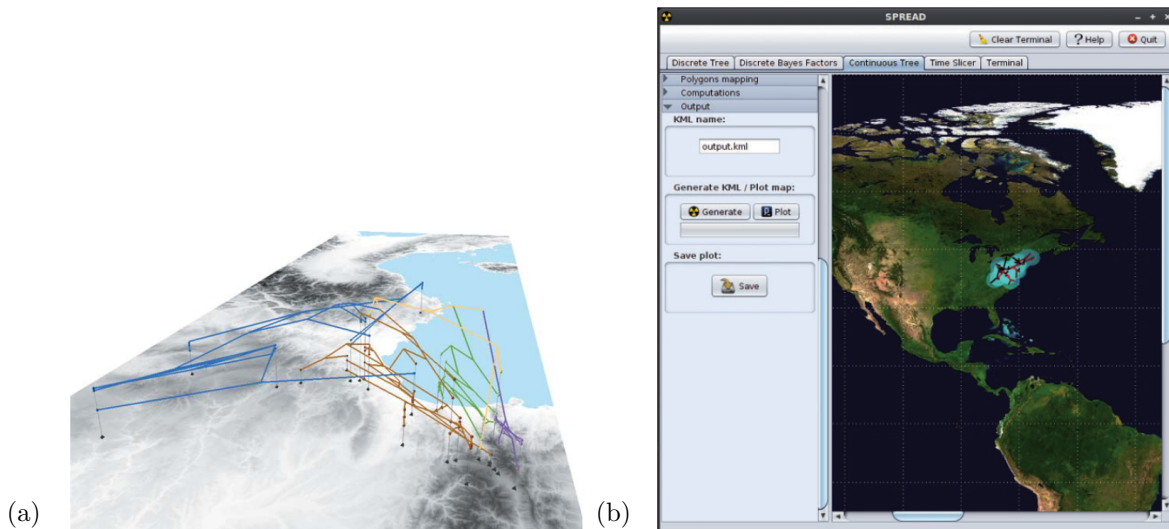 SPREAD
Clear Terminal
? Help
Quit
Discrete Tree
Discrete Bayes Factors
Continuous Tree
Time Slicer
Terminal
Polygons mapping
Computations
Output
KML name:
output.kml
Generate KML / Plot map:
Generate
Plot
Save plot:
Save
(a)
(b)